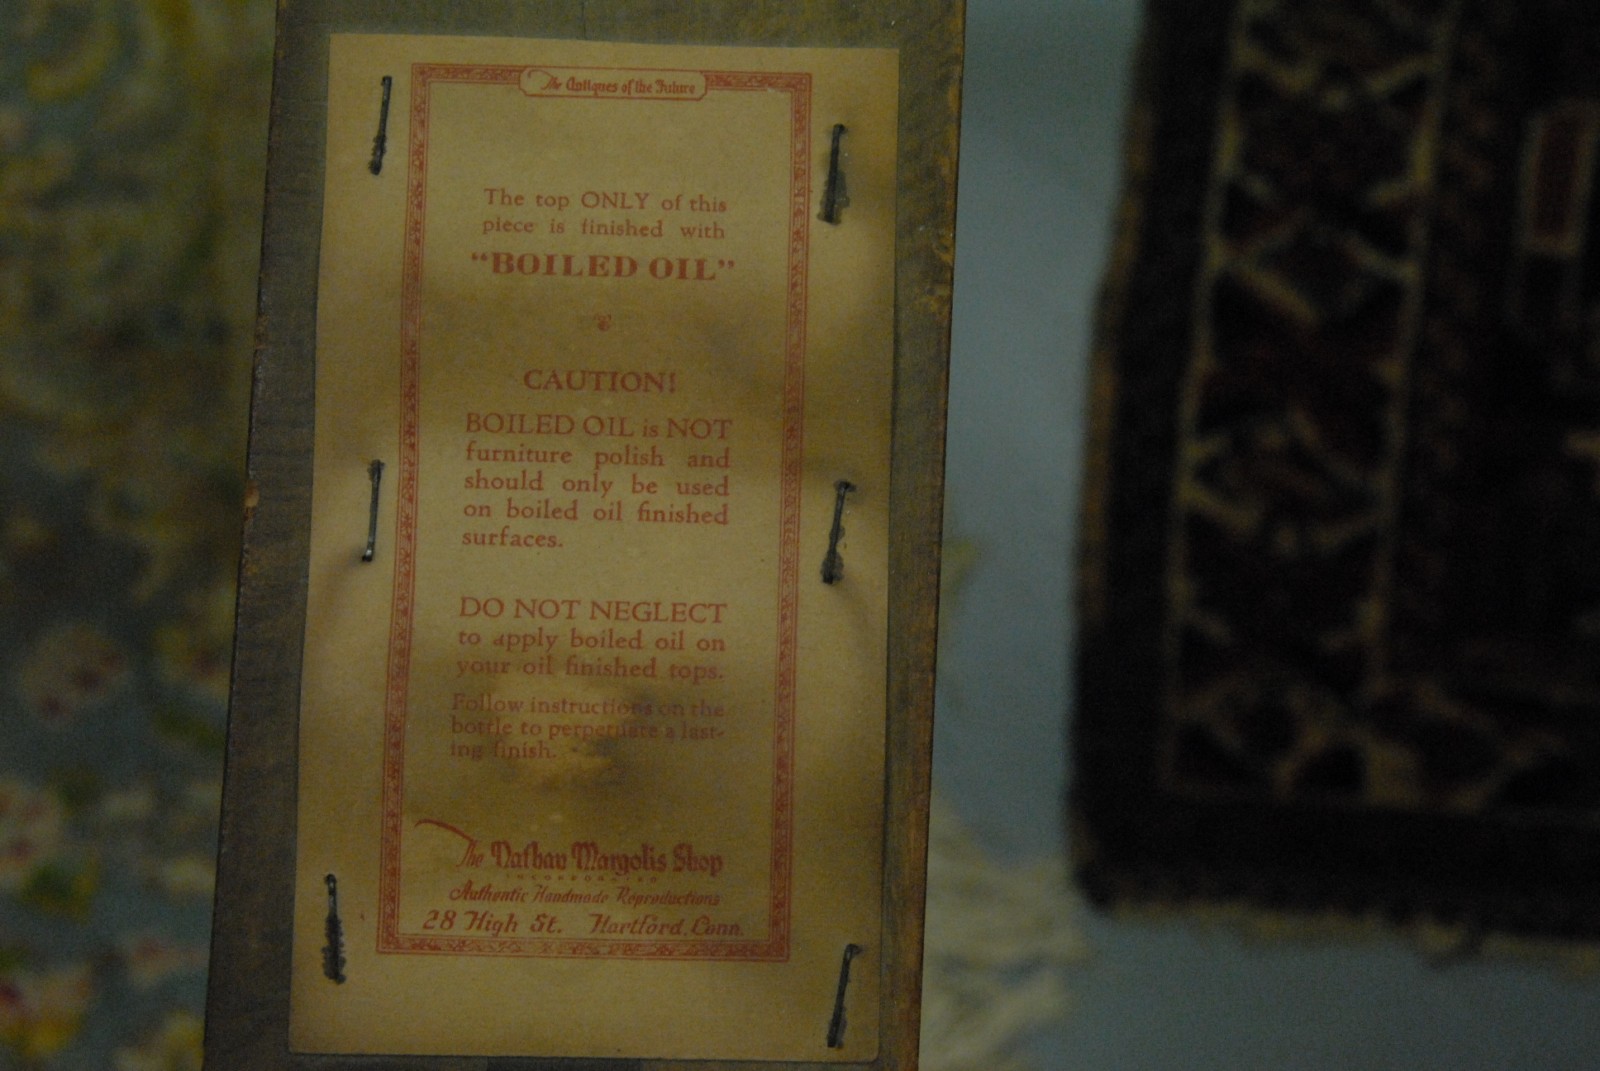 The Antiques of the Future
The top ONLY of this
piece is finished with
“BOILED OIL”
CAUTION!
BOILED OIL is NOT
furniture polish and
should only be used
on boiled oil finished
surfaces.
DO NOT NEGLECT
to apply boiled oil on
your oil finished tops.
Follow instructions on the
bottle to perpetuate a last-
ing finish.
The Nathan Margolis Shop
INCORPORATED
Authentic Handmade Reproductions
28 High St. Hartford, Conn.